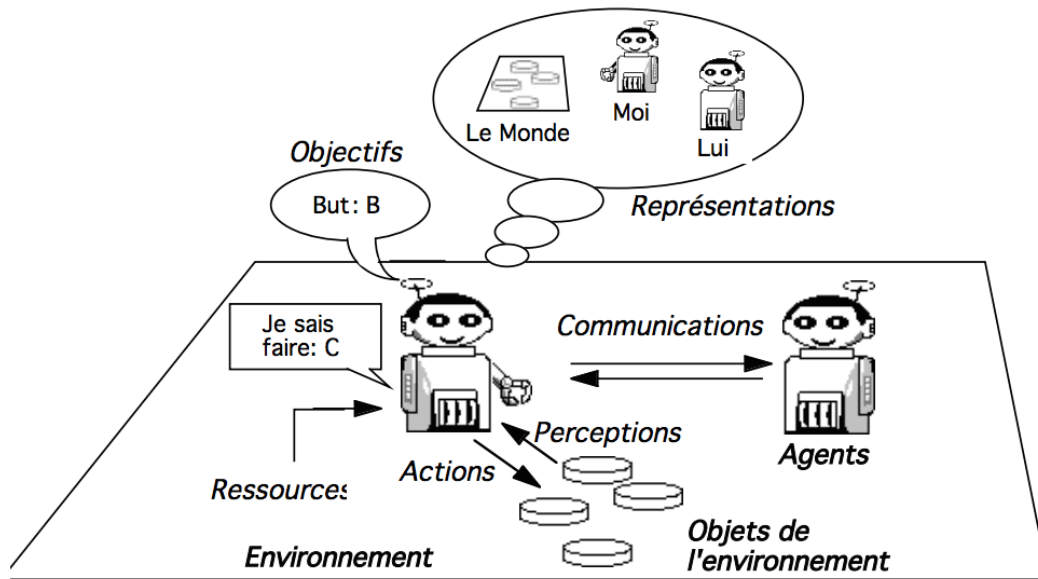 Le Monde
Moi
Lui
Objectifs
But: B
Représentations
Je sais
faire: C
Communications
Perceptions
Agents
Actions
Ressources
Objets de
l'environnement
Environnement